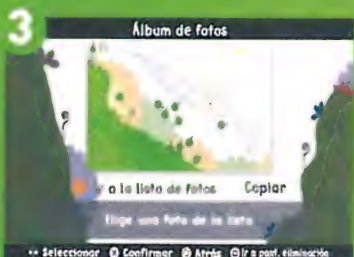 3
Álbum de fotos
Ir a la lista de fotos Copiar
Elige una foto de la lista
Seleccionar Confirmar Atrás Ir a pant. eliminación